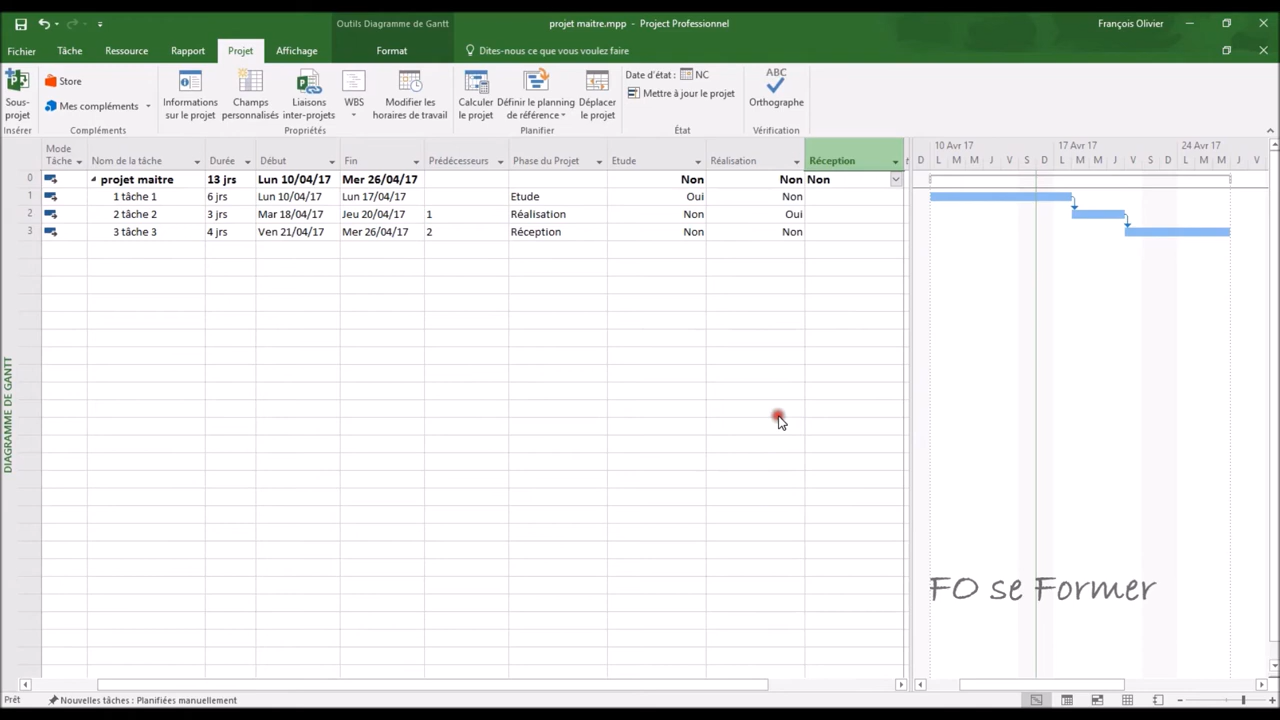 Outils Diagramme de Gantt
projet maitre.mpp - Project Professionnel
François Olivier
Fichier Tâche Ressource Rapport Projet Affichage Format Dites-nous ce que vous voulez faire
Sous-projet
Insérer
Store
Mes compléments
Compléments
Informations sur le projet
Champs personnalisés
Liaisons inter-projets
WBS
Modifier les horaires de travail
Propriétés
Calculer le projet
Définir le planning de référence
Déplacer le projet
Planifier
Date d'état : NC
Mettre à jour le projet
État
ABC
Orthographe
Vérification
Mode Tâche Nom de la tâche Durée Début Fin Prédécesseurs Phase du Projet Etude Réalisation Réception
0 projet maitre 13 jrs Lun 10/04/17 Mer 26/04/17 Non Non Non
1 1 tâche 1 6 jrs Lun 10/04/17 Lun 17/04/17 Etude Oui Non
2 2 tâche 2 3 jrs Mar 18/04/17 Jeu 20/04/17 1 Réalisation Non Oui
3 3 tâche 3 4 jrs Ven 21/04/17 Mer 26/04/17 2 Réception Non Non
10 Avr 17 17 Avr 17 24 Avr 17
D L M M J V S D L M M J V S D L M M J V
DIAGRAMME DE GANTT
FO se Former
Prêt Nouvelles tâches : Planifiées manuellement